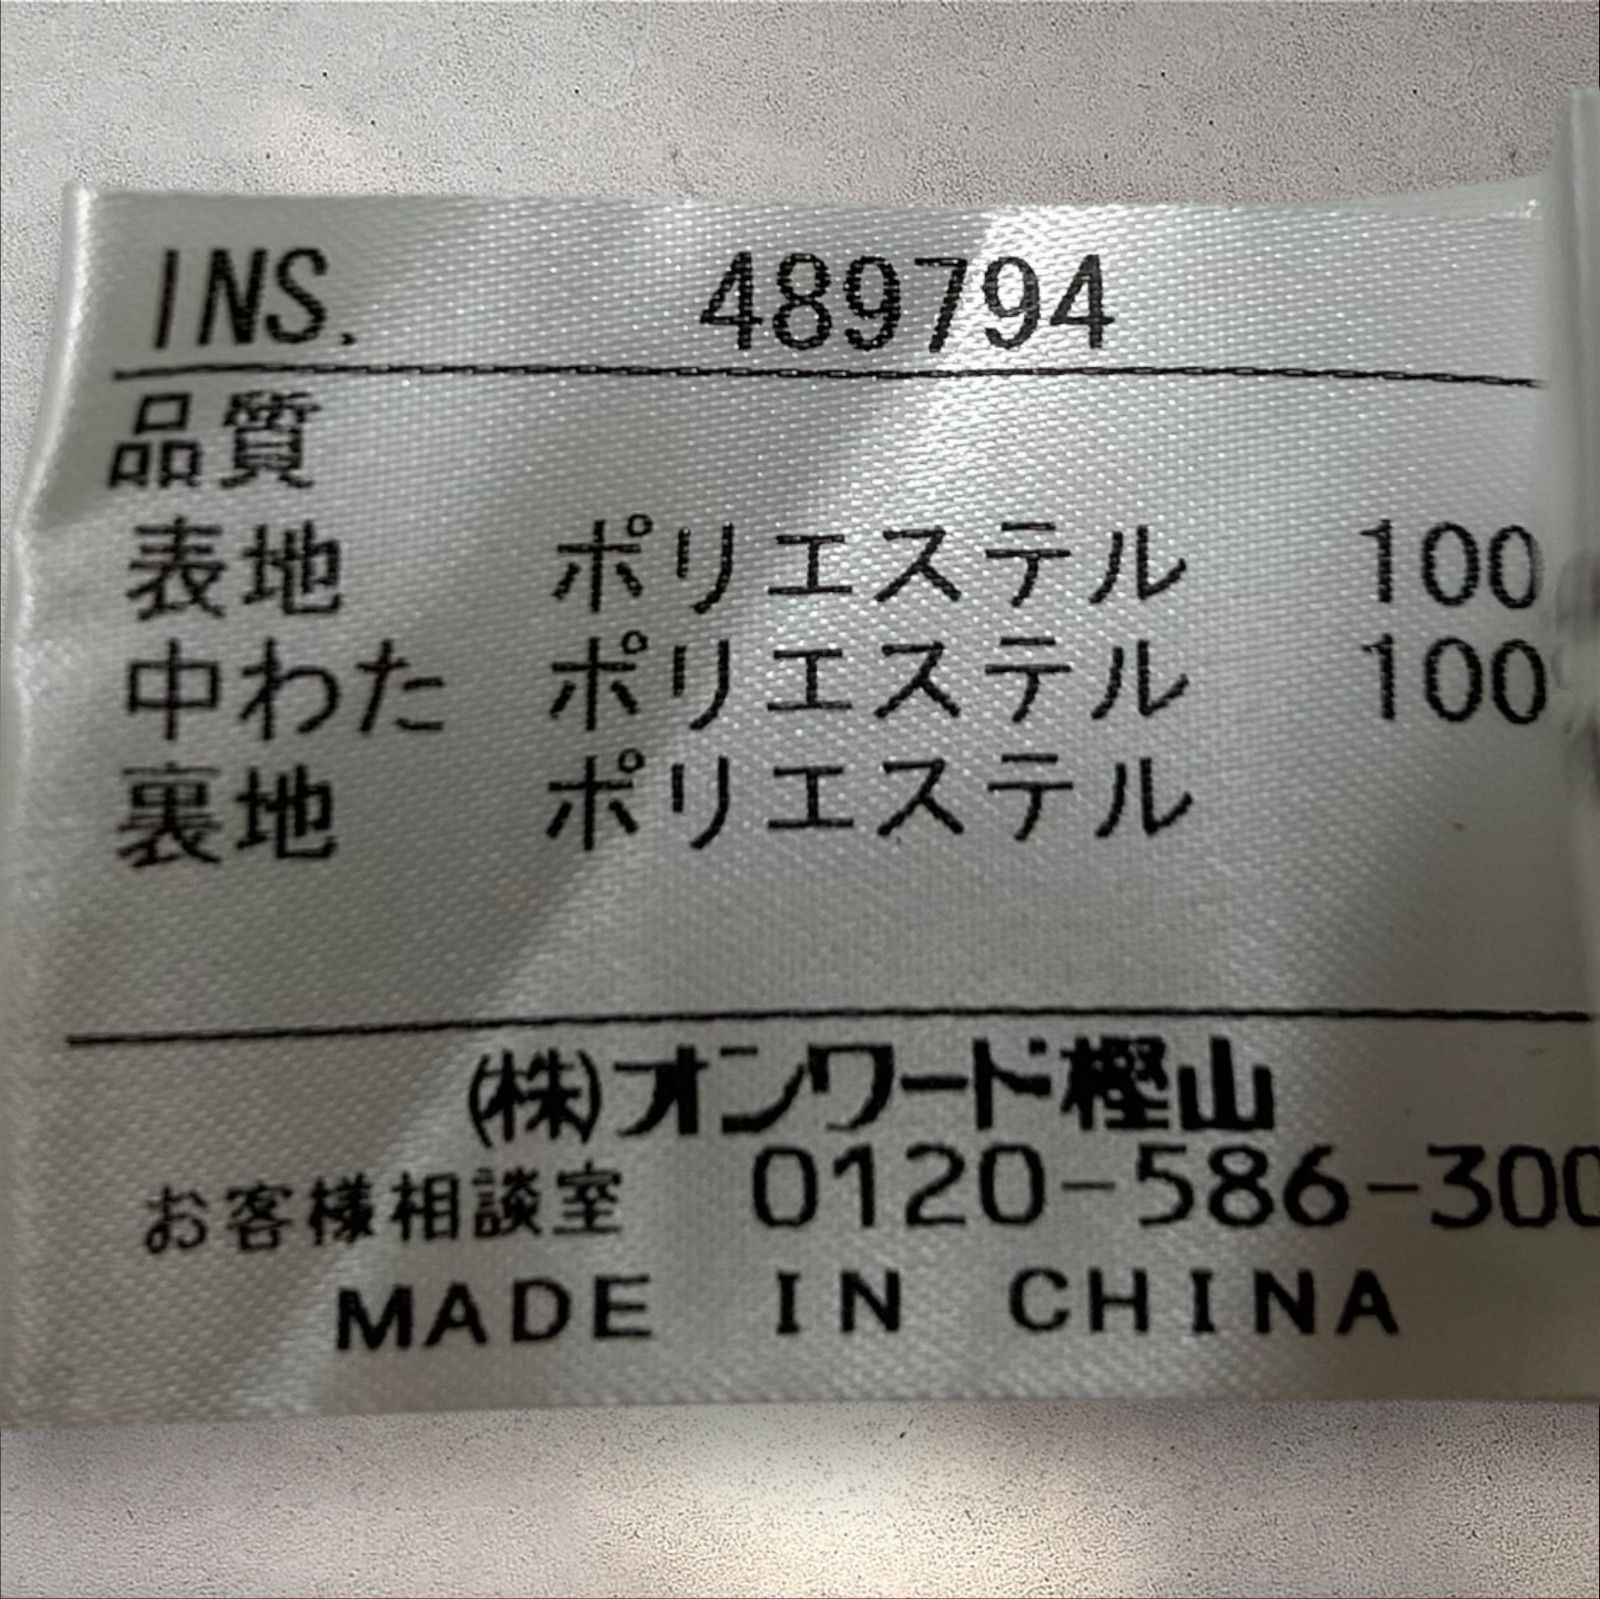 INS. 489794
品質
表地 ポリエステル 100
中わた ポリエステル 100
裏地 ポリエステル
㈱オンワード樫山
お客様相談室 0120-586-300
MADE IN CHINA